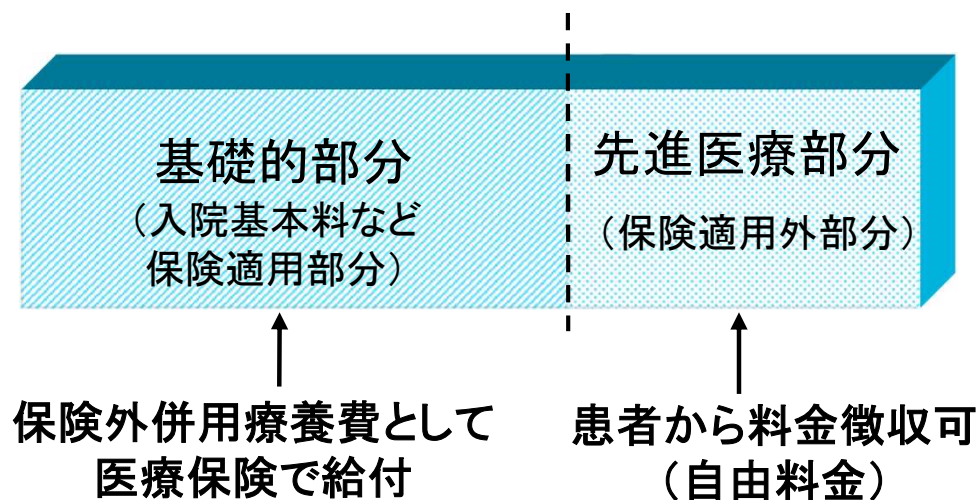 基礎的部分
（入院基本料など
保険適用部分）
先進医療部分
（保険適用外部分）
保険外併用療養費として
医療保険で給付
患者から料金徴収可
（自由料金）